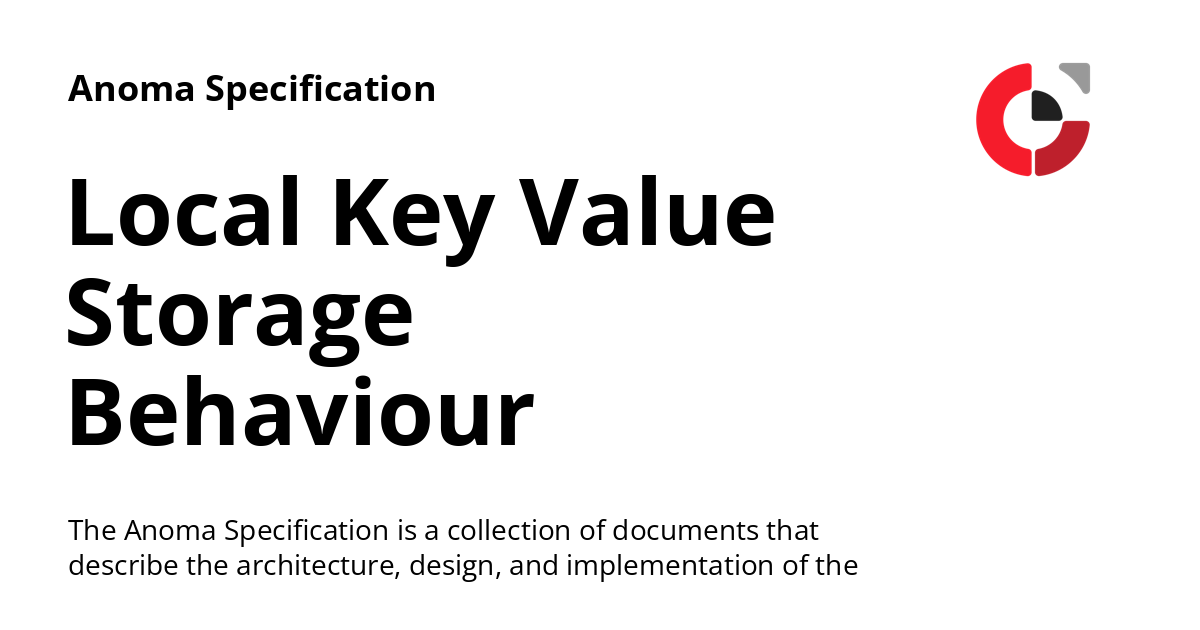 Anoma Specification
Local Key Value
Storage
Behaviour
The Anoma Specification is a collection of documents that
describe the architecture, design, and implementation of the